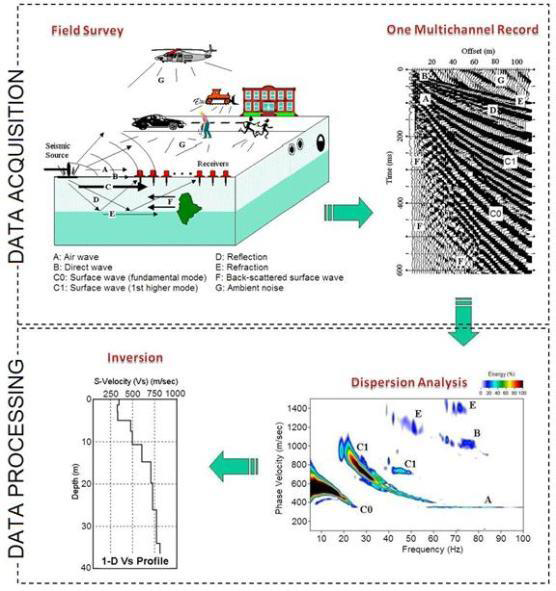 DATA ACQUISITION
Field Survey
G
Seismic
Source
Receivers
G
A
B
C
D
E
F
A: Air wave
B: Direct wave
C0: Surface wave (fundamental mode)
C1: Surface wave (1st higher mode)
D: Reflection
E: Refraction
F: Back-scattered surface wave
G: Ambient noise
One Multichannel Record
Offset (m)
20 40 60 80 100
Time (ms)
0
200
400
600
B
G
A
E
D
F
C1
C0
F
F
DATA PROCESSING
Inversion
S-Velocity (Vs) (m/sec)
250 500 750 1000
Depth (m)
0
10
20
30
40
1-D Vs Profile
Dispersion Analysis
Energy (%)
20 40 60 80 100
Phase Velocity (m/sec)
1400
1200
1000
800
600
400
200
E
E
B
C1
C1
A
C0
10 20 30 40 50 60 70 80 90 100
Frequency (Hz)